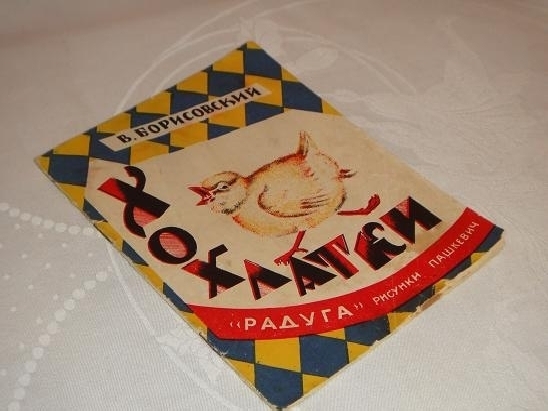 В. БОРИСОВСКИЙ
ХОХЛАТКИ
"РАДУГА" РИСУНКИ ПАШКЕВИЧ